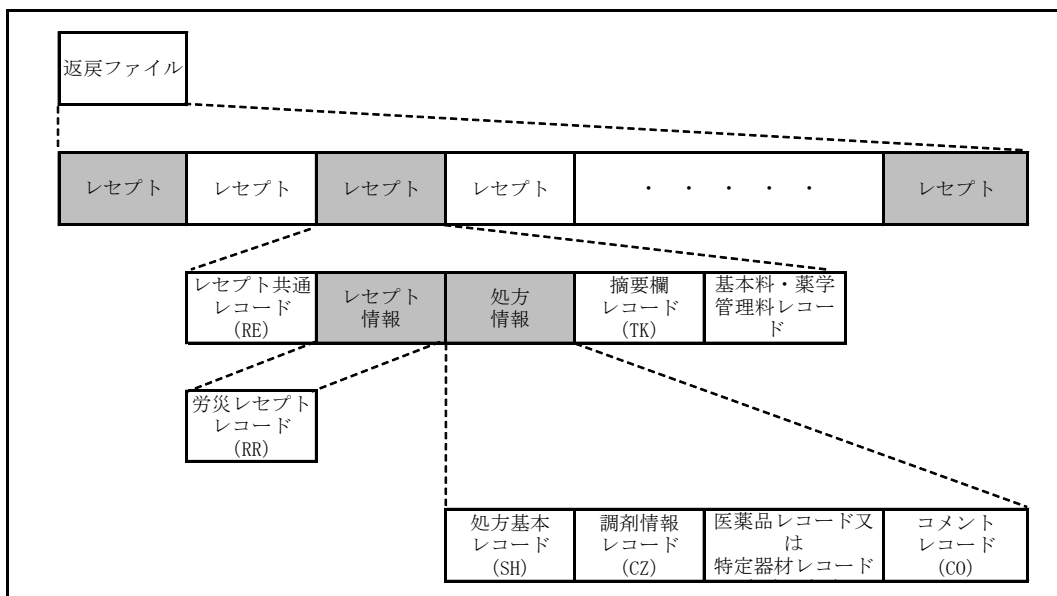 返戻ファイル
レセプト
レセプト
レセプト
レセプト
・ ・ ・ ・ ・
レセプト
レセプト共通
レコード
(RE)
レセプト
情報
処方
情報
摘要欄
レコード
(TK)
基本料・薬学
管理料レコー
ド
労災レセプト
レコード
(RR)
処方基本
レコード
(SH)
調剤情報
レコード
(CZ)
医薬品レコード又
は
特定器材レコード
コメント
レコード
(CO)